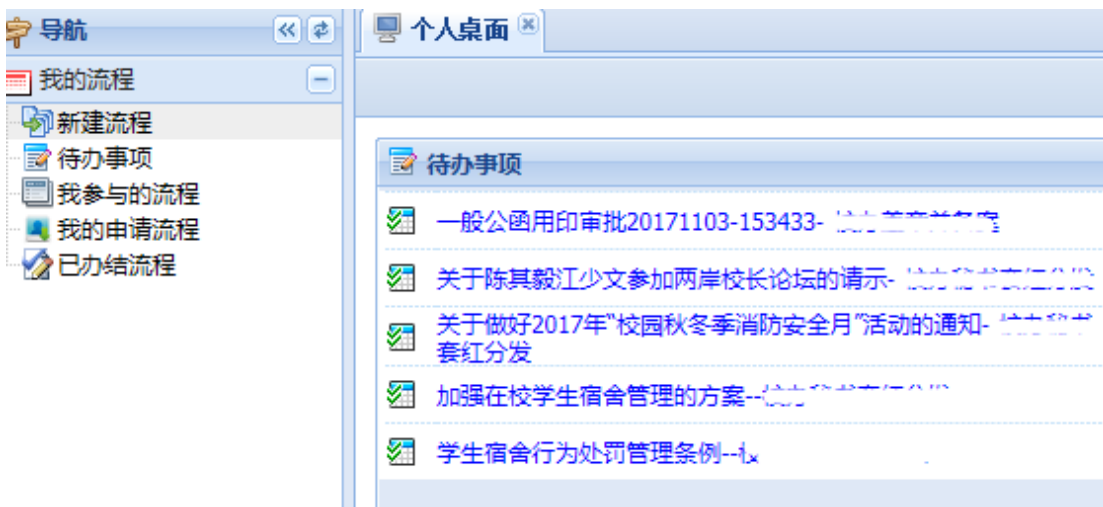 导航
我的流程
新建流程
待办事项
我参与的流程
我的申请流程
已办结流程
个人桌面
待办事项
一般公函用印审批20171103-153433-
关于陈其毅江少文参加两岸校长论坛的请示-
关于做好2017年“校园秋冬季消防安全月”活动的通知-
套红分发
加强在校学生宿舍管理的方案--
学生宿舍行为处罚管理条例--